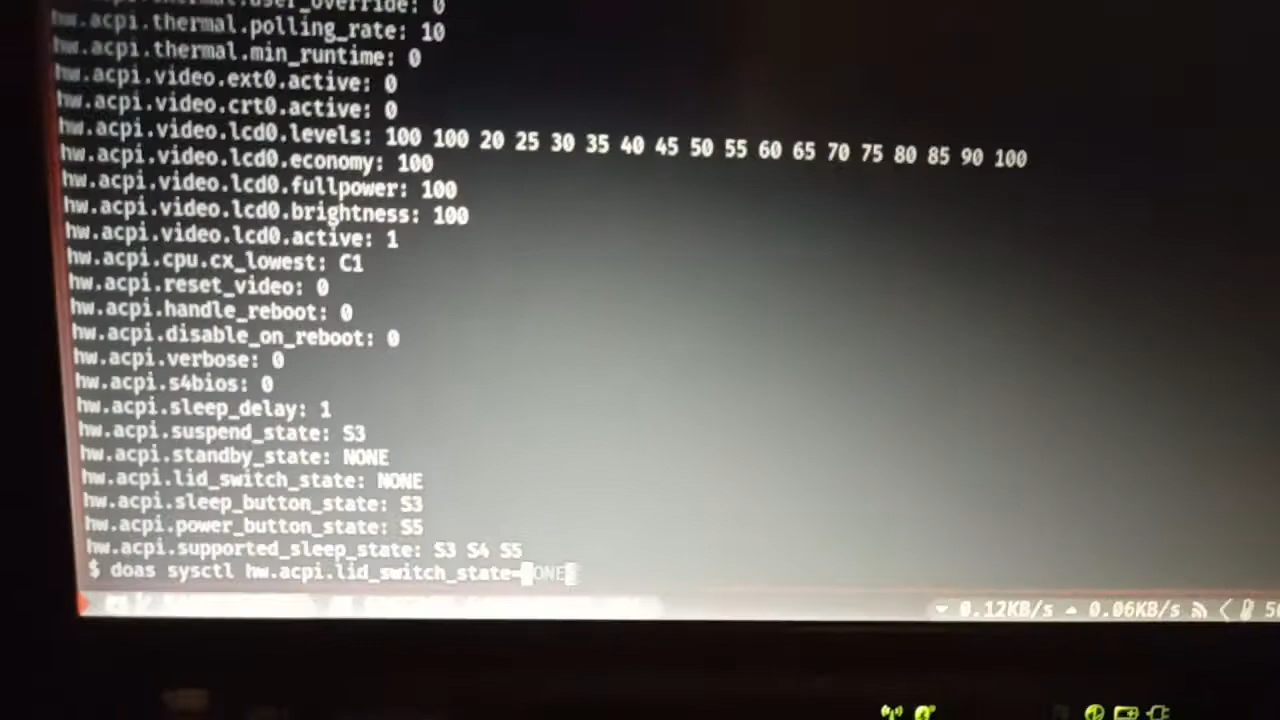 hw.acpi.thermal.user_override: 0
hw.acpi.thermal.polling_rate: 10
hw.acpi.thermal.min_runtime: 0
hw.acpi.video.ext0.active: 0
hw.acpi.video.crt0.active: 0
hw.acpi.video.lcd0.levels: 100 100 20 25 30 35 40 45 50 55 60 65 70 75 80 85 90 100
hw.acpi.video.lcd0.economy: 100
hw.acpi.video.lcd0.fullpower: 100
hw.acpi.video.lcd0.brightness: 100
hw.acpi.video.lcd0.active: 1
hw.acpi.cpu.cx_lowest: C1
hw.acpi.reset_video: 0
hw.acpi.handle_reboot: 0
hw.acpi.disable_on_reboot: 0
hw.acpi.verbose: 0
hw.acpi.s4bios: 0
hw.acpi.sleep_delay: 1
hw.acpi.suspend_state: S3
hw.acpi.standby_state: NONE
hw.acpi.lid_switch_state: NONE
hw.acpi.sleep_button_state: S3
hw.acpi.power_button_state: S5
hw.acpi.supported_sleep_state: S3 S4 S5
$ doas sysctl hw.acpi.lid_switch_state=ONE
0.12KB/s 0.06KB/s